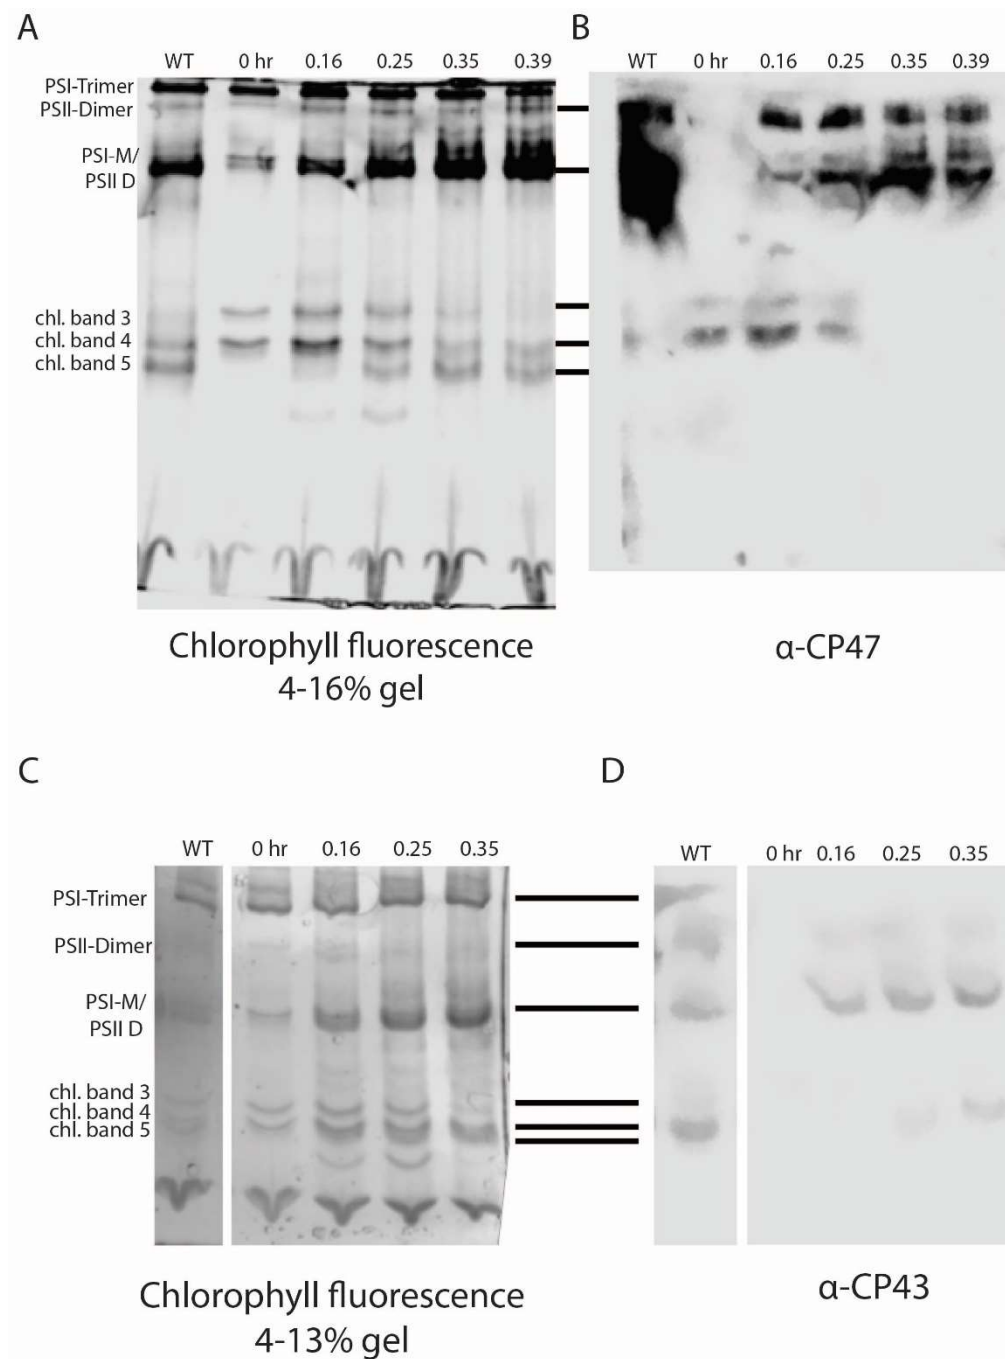 A
WT 0 hr 0.16 0.25 0.35 0.39
PSI-Trimer
PSII-Dimer
PSI-M/
PSII D
chl. band 3
chl. band 4
chl. band 5
Chlorophyll fluorescence
4-16% gel
B
WT 0 hr 0.16 0.25 0.35 0.39
α-CP47
C
WT 0 hr 0.16 0.25 0.35
PSI-Trimer
PSII-Dimer
PSI-M/
PSII D
chl. band 3
chl. band 4
chl. band 5
Chlorophyll fluorescence
4-13% gel
D
WT 0 hr 0.16 0.25 0.35
α-CP43